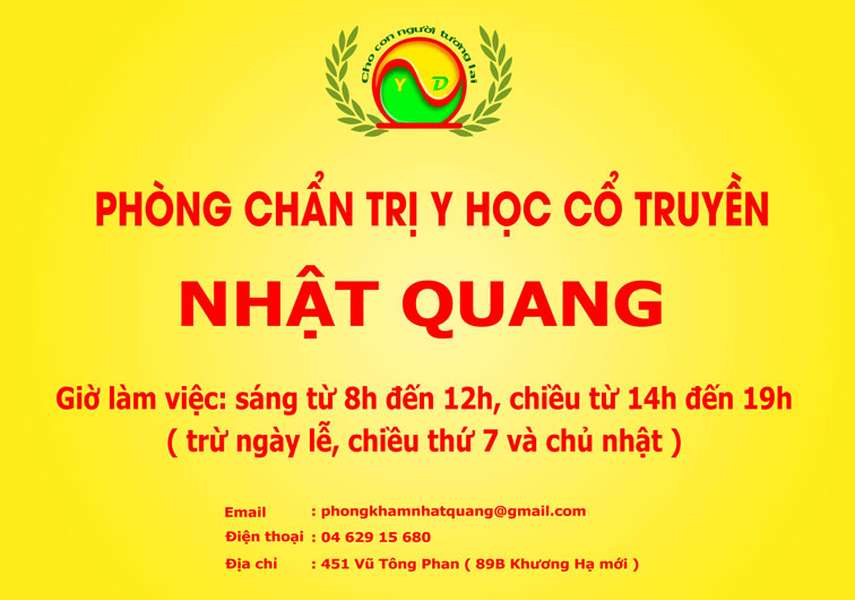 Cho con người tương lai
Y D
PHÒNG CHẨN TRỊ Y HỌC CỔ TRUYỀN
NHẬT QUANG
Giờ làm việc: sáng từ 8h đến 12h, chiều từ 14h đến 19h
( trừ ngày lễ, chiều thứ 7 và chủ nhật )
Email : phongkhamnhatquang@gmail.com
Điện thoại : 04 629 15 680
Địa chỉ : 451 Vũ Tông Phan ( 89B Khương Hạ mới )